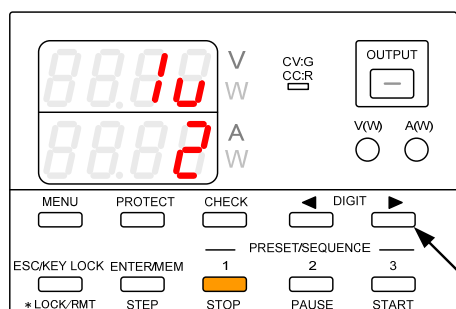 1u V
W
2 A
W
CV:G
CC:R
OUTPUT
V(W) A(W)
MENU PROTECT CHECK ◄ DIGIT ►
PRESET/SEQUENCE
ESC/KEY LOCK ENTER/MEM 1 2 3
*LOCK/RMT STEP STOP PAUSE START